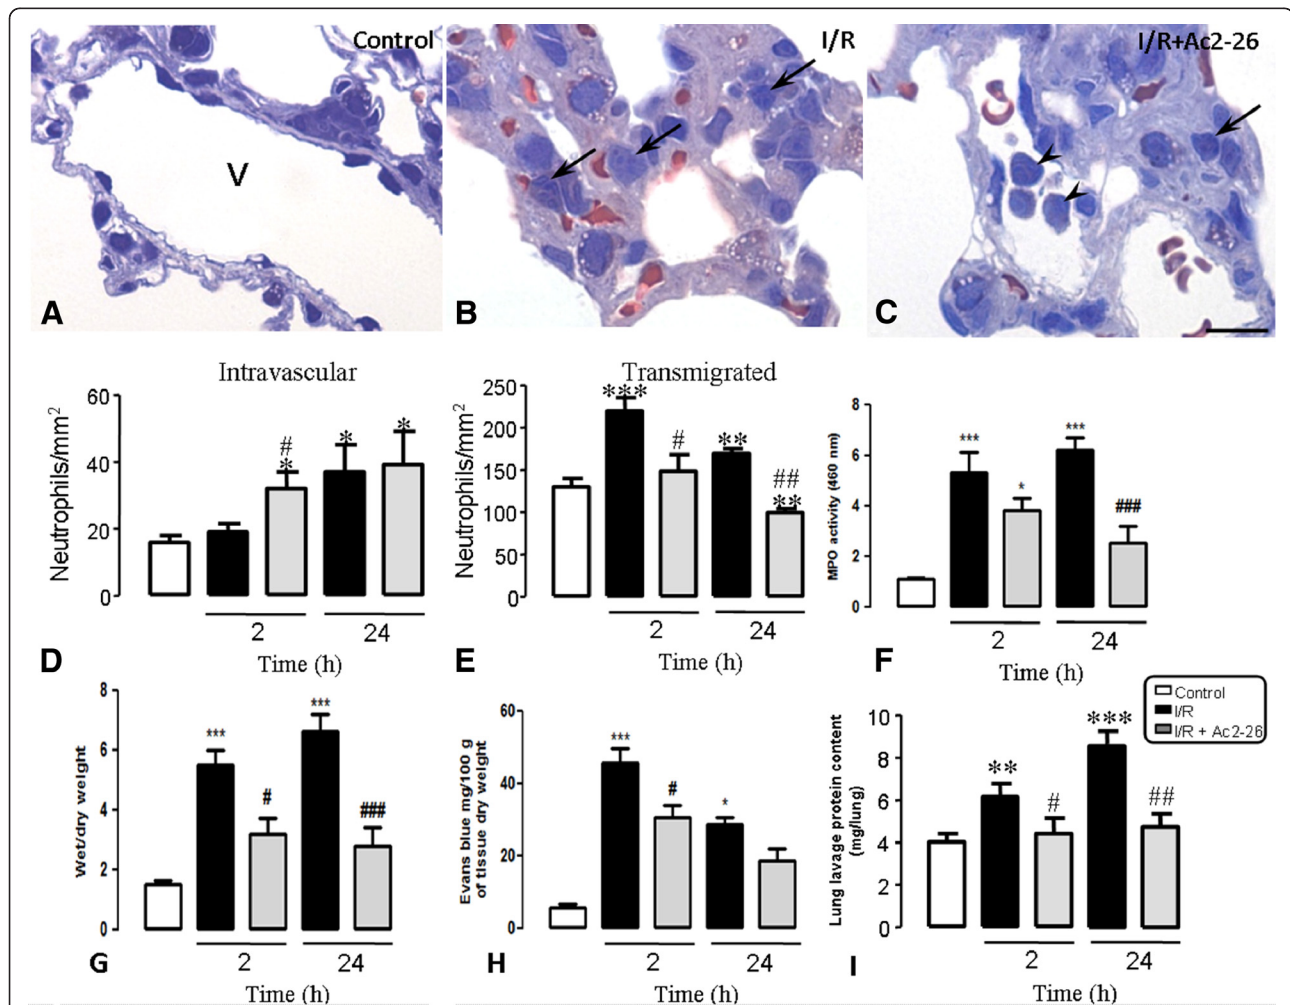 Control
I/R
I/R+Ac2-26
V
A
B
C
Intravascular
Neutrophils/mm2
60
40
20
0
#
*
*
*
2
24
Time (h)
D
Transmigrated
Neutrophils/mm2
250
200
150
100
50
0
***
#
**
##
**
2
24
Time (h)
E
MPO activity (460 nm)
8
6
4
2
0
***
*
***
###
2
24
Time (h)
F
Control
I/R
I/R + Ac2-26
Wet/dry weight
8
6
4
2
0
***
#
***
###
2
24
Time (h)
G
Evans blue mg/100 g
of tissue dry weight
60
40
20
0
***
#
*
2
24
Time (h)
H
Lung lavage protein content
(mg/lung)
10
8
6
4
2
0
**
#
***
##
2
24
Time (h)
I